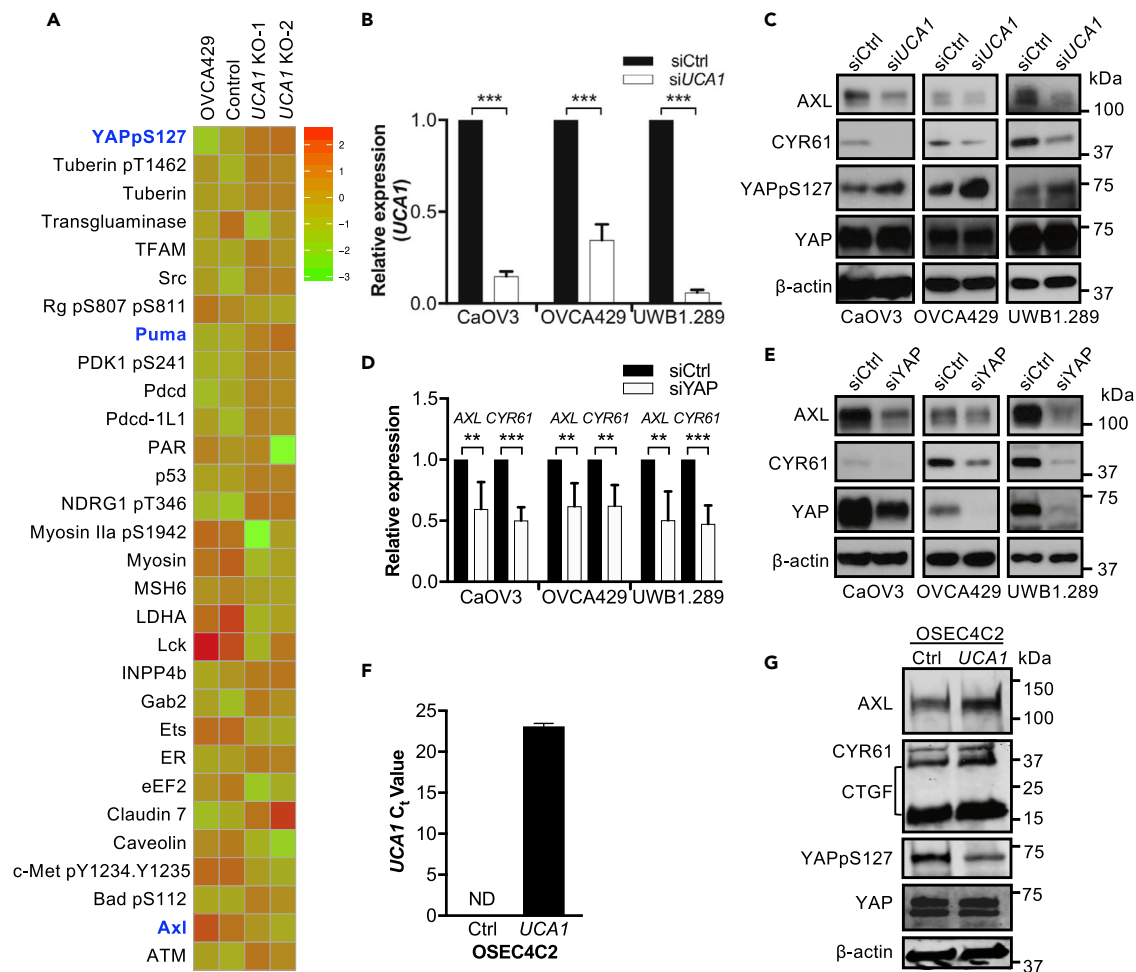 A
OVCA429
Control
UCA1 KO-1
UCA1 KO-2
YAPpS127
Tuberin pT1462
Tuberin
Transgluaminase
TFAM
Src
Rg pS807 pS811
Puma
PDK1 pS241
Pdcd
Pdcd-1L1
PAR
p53
NDRG1 pT346
Myosin IIa pS1942
Myosin
MSH6
LDHA
Lck
INPP4b
Gab2
Ets
ER
eEF2
Claudin 7
Caveolin
c-Met pY1234.Y1235
Bad pS112
Axl
ATM
2
1
0
-1
-2
-3
B
siCtrl
siUCA1
Relative expression
(UCA1)
1.0
0.5
0.0
*** *** ***
CaOV3 OVCA429 UWB1.289
C
siCtrl siUCA1 siCtrl siUCA1 siCtrl siUCA1
kDa
AXL
100
CYR61
37
YAPpS127
75
YAP
75
β-actin
37
CaOV3 OVCA429 UWB1.289
D
siCtrl
siYAP
Relative expression
1.5
1.0
0.5
0.0
AXL CYR61 AXL CYR61 AXL CYR61
** *** ** ** ** ***
CaOV3 OVCA429 UWB1.289
E
siCtrl siYAP siCtrl siYAP siCtrl siYAP
kDa
AXL
100
CYR61
37
YAP
75
β-actin
37
CaOV3 OVCA429 UWB1.289
F
UCA1 Ct Value
25
20
15
10
5
0
ND
Ctrl UCA1
OSEC4C2
G
OSEC4C2
Ctrl UCA1 kDa
AXL
150
100
CYR61
37
CTGF
25
15
YAPpS127
75
YAP
75
β-actin
37